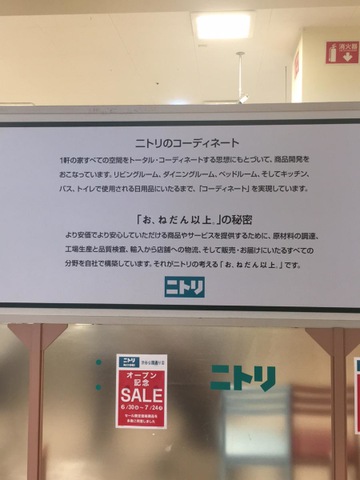 消火器
ニトリのコーディネート
1軒の家すべての空間をトータル・コーディネートする思想にもとづいて、商品開発を
おこなっています。リビングルーム、ダイニングルーム、ベッドルーム、そしてキッチン、
バス、トイレで使用される日用品にいたるまで、「コーディネート」を実現しています。
「お、ねだん以上。」の秘密
より安価でより安心していただける商品やサービスを提供するために、原材料の調達、
工場生産と品質検査、輸入から店舗への物流、そして販売・お届けにいたるすべての
分野を自社で構築しています。それがニトリの考える「お、ねだん以上。」です。
ニトリ
ニトリ
オープン
記念
SALE
6/30 7/24
ニトリ